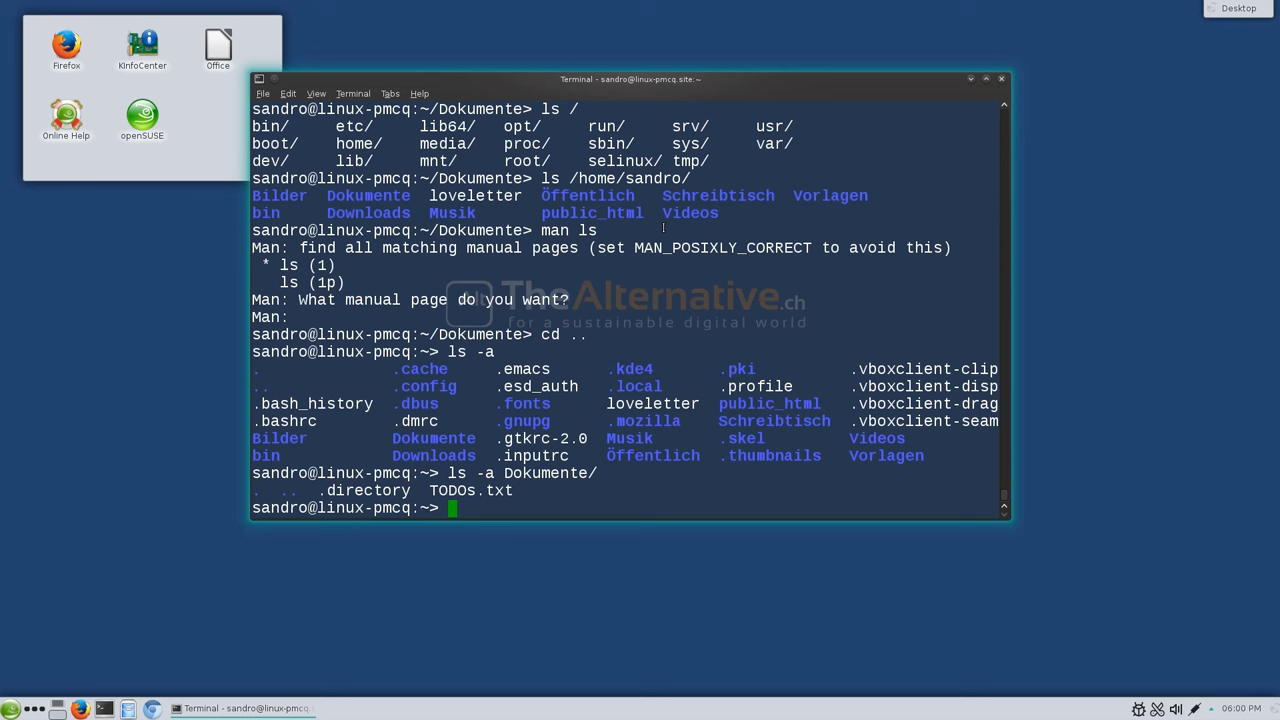 Desktop
Firefox KInfoCenter Office
Online Help openSUSE
Terminal - sandro@linux-pmcq.site:~
File Edit View Terminal Tabs Help
sandro@linux-pmcq:~/Dokumente> ls /
bin/ etc/ lib64/ opt/ run/ srv/ usr/
boot/ home/ media/ proc/ sbin/ sys/ var/
dev/ lib/ mnt/ root/ selinux/ tmp/
sandro@linux-pmcq:~/Dokumente> ls /home/sandro/
Bilder Dokumente loveletter Öffentlich Schreibtisch Vorlagen
bin Downloads Musik public_html Videos
sandro@linux-pmcq:~/Dokumente> man ls
Man: find all matching manual pages (set MAN_POSIXLY_CORRECT to avoid this)
* ls (1)
ls (1p)
Man: What manual page do you want?
Man:
TheAlternative.ch
for a sustainable digital world
sandro@linux-pmcq:~/Dokumente> cd ..
sandro@linux-pmcq:~> ls -a
. .cache .emacs .kde4 .pki .vboxclient-clip
.. .config .esd_auth .local .profile .vboxclient-disp
.bash_history .dbus .fonts loveletter public_html .vboxclient-drag
.bashrc .dmrc .gnupg .mozilla Schreibtisch .vboxclient-seam
Bilder Dokumente .gtkrc-2.0 Musik .skel Videos
bin Downloads .inputrc Öffentlich .thumbnails Vorlagen
sandro@linux-pmcq:~> ls -a Dokumente/
. .. .directory TODOs.txt
sandro@linux-pmcq:~>
Terminal - sandro@linux-pmcq. 06:00 PM